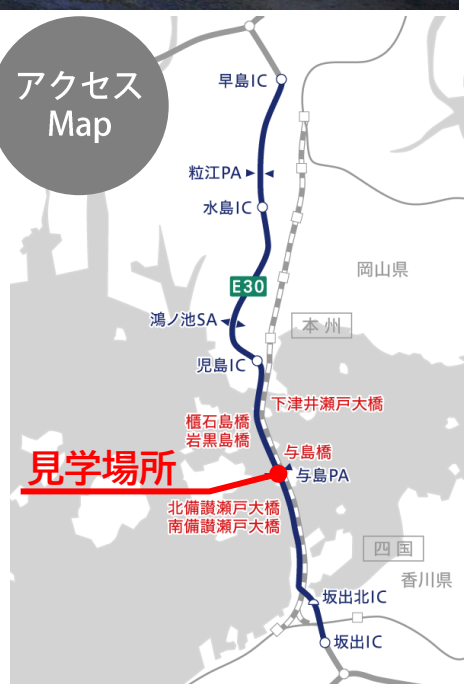 アクセス
Map
早島IC
粒江PA
水島IC
E30
岡山県
鴻ノ池SA
本州
児島IC
下津井瀬戸大橋
櫃石島橋
岩黒島橋
与島橋
見学場所
与島PA
北備讃瀬戸大橋
南備讃瀬戸大橋
四国
香川県
坂出北IC
坂出IC